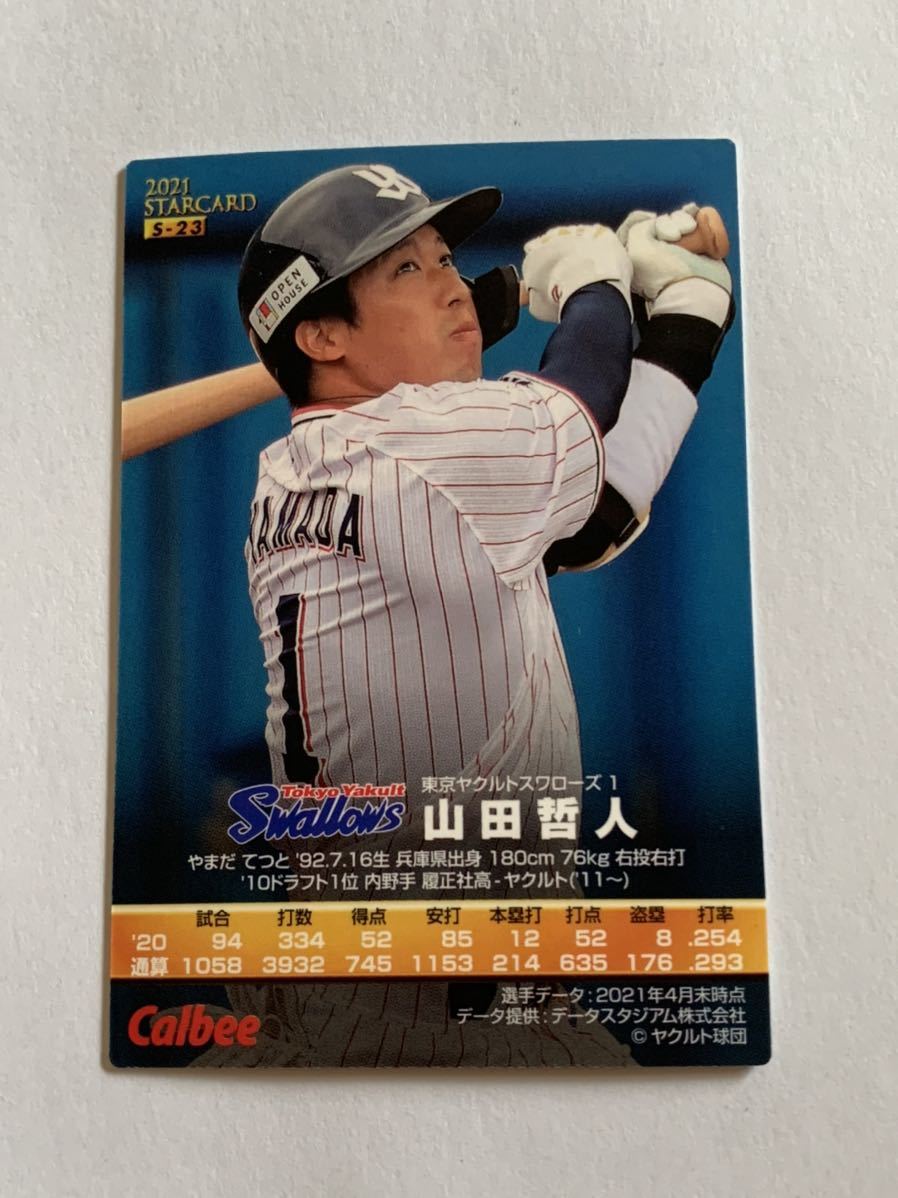 2021
STARCARD
S-23
OPEN
HOUSE
YAMADA
1
Tokyo Yakult
Swallows
東京ヤクルトスワローズ 1
山田哲人
やまだ てつと '92.7.16生 兵庫県出身 180cm 76kg 右投右打
'10ドラフト1位 内野手 履正社高-ヤクルト('11〜)
試合 打数 得点 安打 本塁打 打点 盗塁 打率
'20 94 334 52 85 12 52 8 .254
通算 1058 3932 745 1153 214 635 176 .293
Calbee
選手データ:2021年4月末時点
データ提供:データスタジアム株式会社
© ヤクルト球団